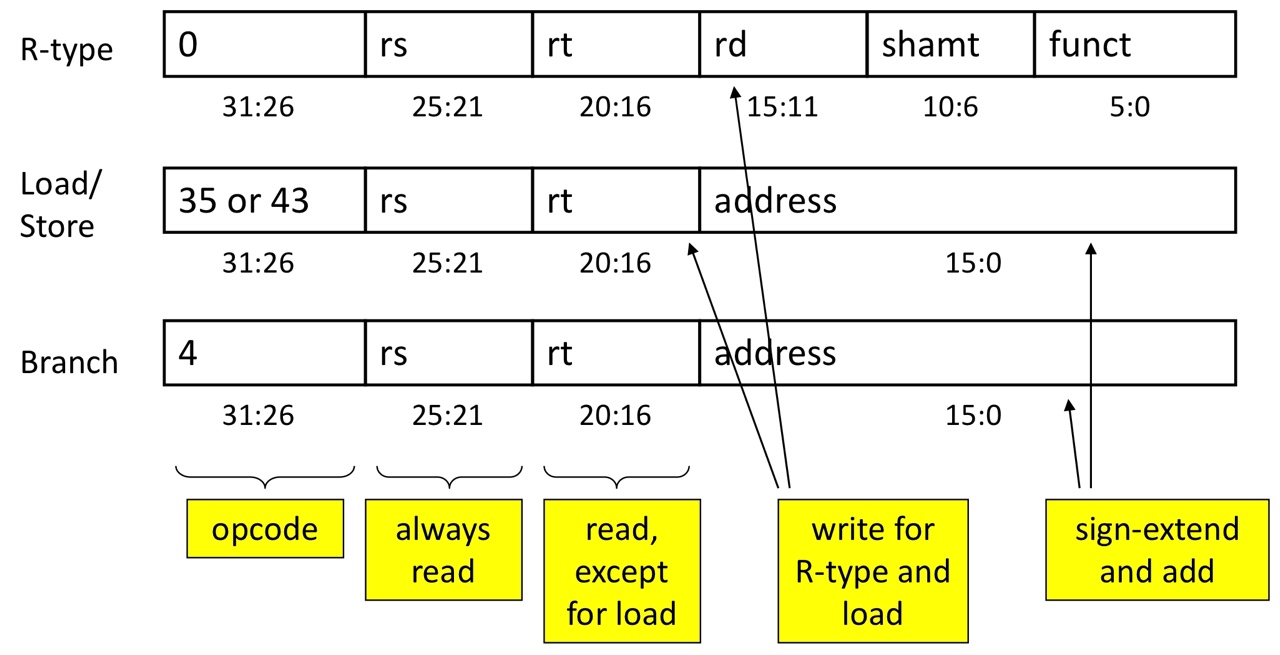 R-type
0 rs rt rd shamt funct
31:26 25:21 20:16 15:11 10:6 5:0
Load/
Store
35 or 43 rs rt address
31:26 25:21 20:16 15:0
Branch
4 rs rt address
31:26 25:21 20:16 15:0
opcode
always
read
read,
except
for load
write for
R-type and
load
sign-extend
and add